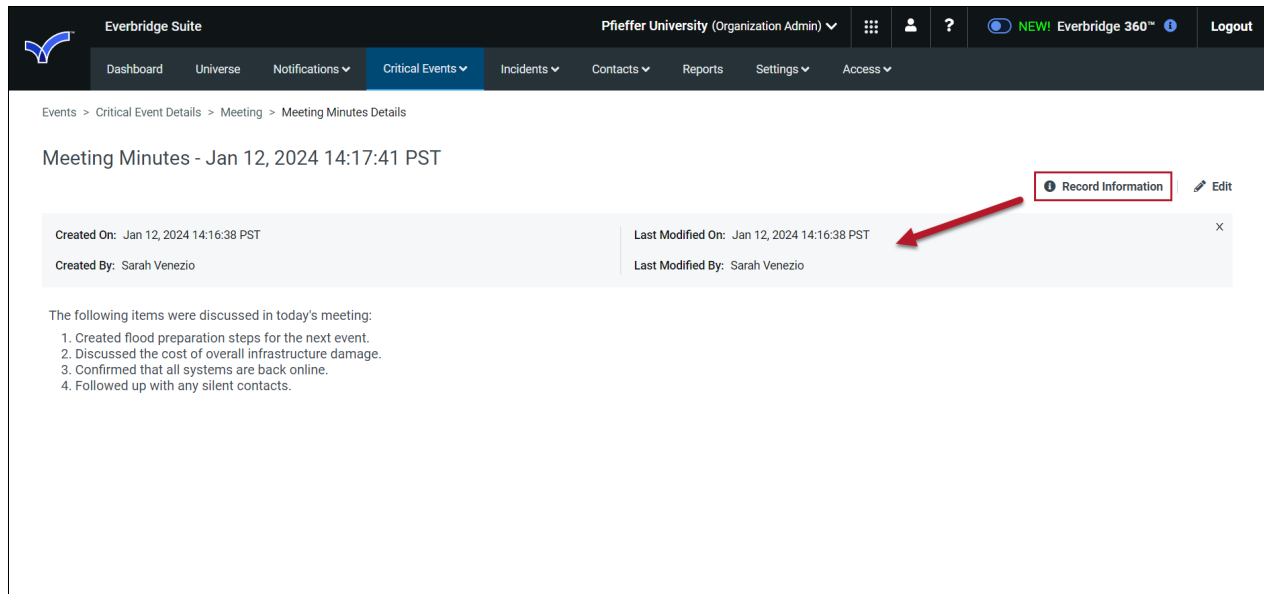 Everbridge Suite
Pfieffer University (Organization Admin)
?
NEW! Everbridge 360™
Logout
Dashboard
Universe
Notifications
Critical Events
Incidents
Contacts
Reports
Settings
Access
Events > Critical Event Details > Meeting > Meeting Minutes Details
Meeting Minutes - Jan 12, 2024 14:17:41 PST
Record Information
Edit
Created On: Jan 12, 2024 14:16:38 PST
Last Modified On: Jan 12, 2024 14:16:38 PST
X
Created By: Sarah Venezio
Last Modified By: Sarah Venezio
The following items were discussed in today's meeting:
1. Created flood preparation steps for the next event.
2. Discussed the cost of overall infrastructure damage.
3. Confirmed that all systems are back online.
4. Followed up with any silent contacts.